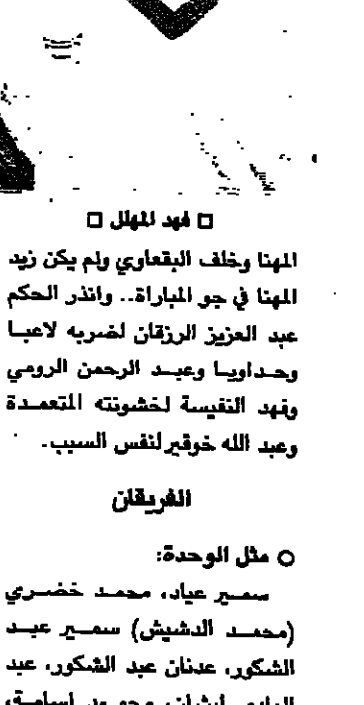 □ فهد المهلل □
المهنا وخلف البقعاوي ولم يكن زيد
المهنا في جو المباراة.. وانذر الحكم
عبد العزيز الرزقان لضربه لاعبا
وحداويا وعبد الرحمن الرومي
وفهد النفيسة لخشونته المتعمدة
وعبد الله خوقير لنفس السبب.
الفريقان
○ مثل الوحدة:
سمير عياد، محمد خضري
(محمد الدشيش) سمير عبد
الشكور، عدنان عبد الشكور، عبد